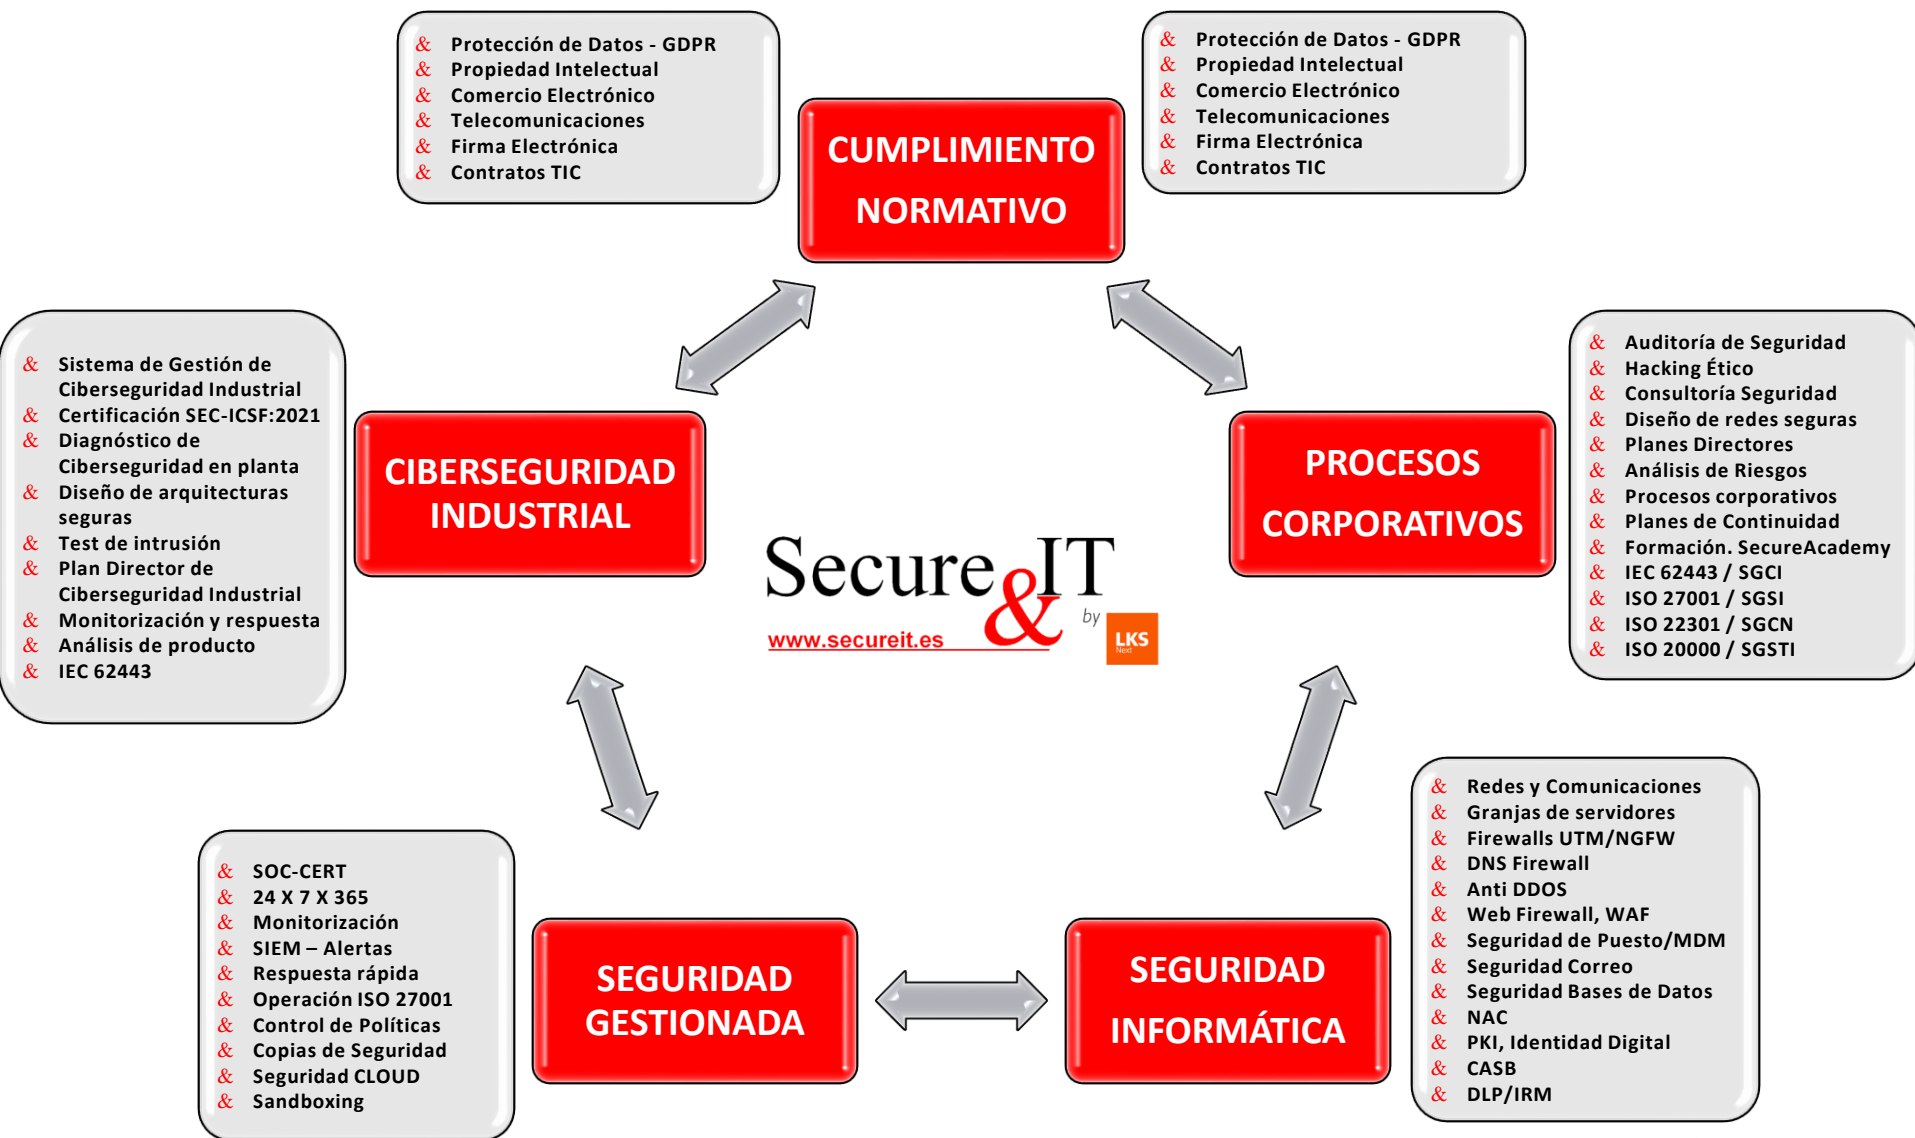 & Protección de Datos - GDPR
& Propiedad Intelectual
& Comercio Electrónico
& Telecomunicaciones
& Firma Electrónica
& Contratos TIC
CUMPLIMIENTO
NORMATIVO
& Protección de Datos - GDPR
& Propiedad Intelectual
& Comercio Electrónico
& Telecomunicaciones
& Firma Electrónica
& Contratos TIC
& Sistema de Gestión de
Ciberseguridad Industrial
& Certificación SEC-ICSF:2021
& Diagnóstico de
Ciberseguridad en planta
& Diseño de arquitecturas
seguras
& Test de intrusión
& Plan Director de
Ciberseguridad Industrial
& Monitorización y respuesta
& Análisis de producto
& IEC 62443
CIBERSEGURIDAD
INDUSTRIAL
Secure&IT
www.secureit.es
by
LKS
Next
PROCESOS
CORPORATIVOS
& Auditoría de Seguridad
& Hacking Ético
& Consultoría Seguridad
& Diseño de redes seguras
& Planes Directores
& Análisis de Riesgos
& Procesos corporativos
& Planes de Continuidad
& Formación. SecureAcademy
& IEC 62443 / SGCI
& ISO 27001 / SGSI
& ISO 22301 / SGCN
& ISO 20000 / SGSTI
& SOC-CERT
& 24 X 7 X 365
& Monitorización
& SIEM – Alertas
& Respuesta rápida
& Operación ISO 27001
& Control de Políticas
& Copias de Seguridad
& Seguridad CLOUD
& Sandboxing
SEGURIDAD
GESTIONADA
SEGURIDAD
INFORMÁTICA
& Redes y Comunicaciones
& Granjas de servidores
& Firewalls UTM/NGFW
& DNS Firewall
& Anti DDOS
& Web Firewall, WAF
& Seguridad de Puesto/MDM
& Seguridad Correo
& Seguridad Bases de Datos
& NAC
& PKI, Identidad Digital
& CASB
& DLP/IRM